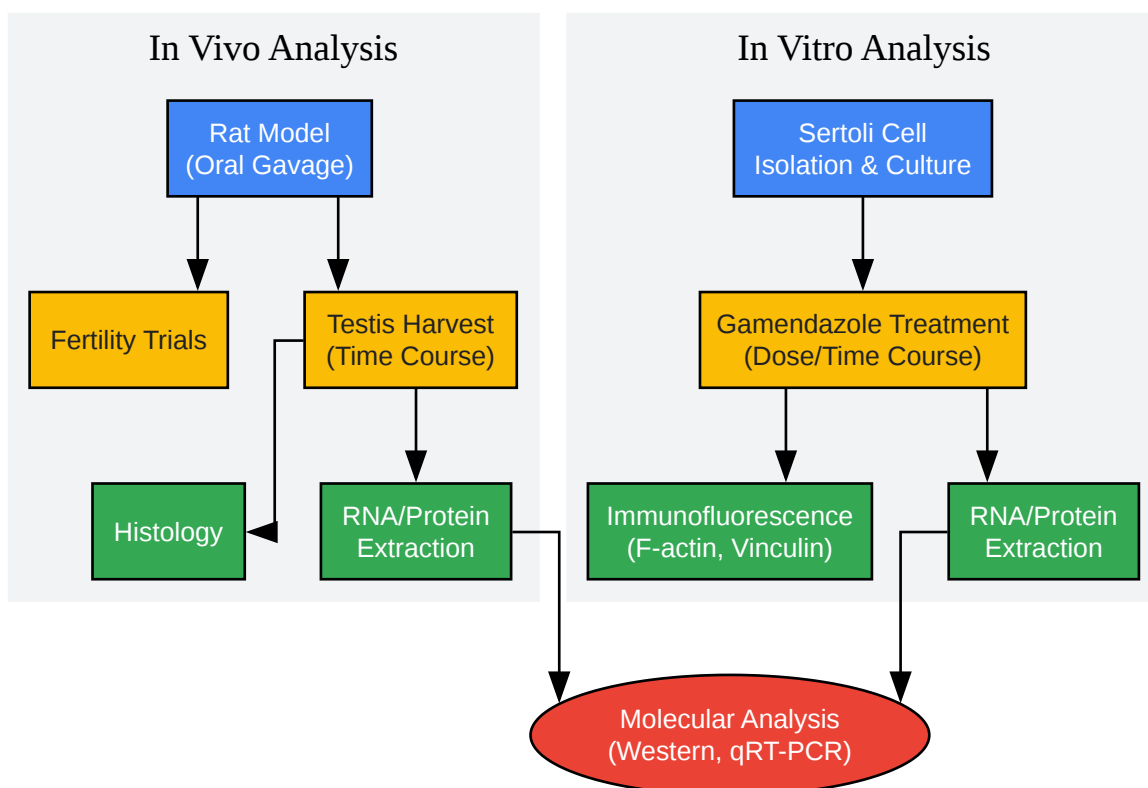 In Vivo Analysis
Rat Model
(Oral Gavage)
Fertility Trials
Testis Harvest
(Time Course)
Histology
RNA/Protein
Extraction
In Vitro Analysis
Sertoli Cell
Isolation & Culture
Gamendazole Treatment
(Dose/Time Course)
Immunofluorescence
(F-actin, Vinculin)
RNA/Protein
Extraction
Molecular Analysis
(Western, qRT-PCR)